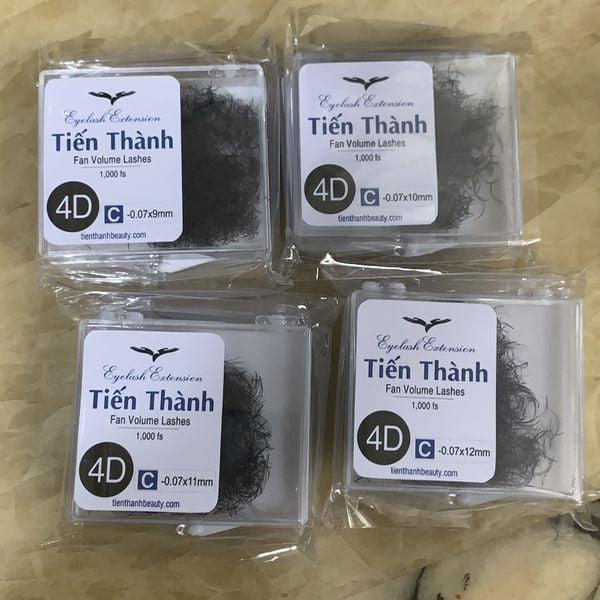 Eyelash Extension
Tiến Thành
Fan Volume Lashes
1,000 fs
4D
C -0.07x9mm
tienthanhbeauty.com
Eyelash Extension
Tiến Thành
Fan Volume Lashes
1,000 fs
4D
C -0.07x10mm
tienthanhbeauty.com
Eyelash Extension
Tiến Thành
Fan Volume Lashes
1,000 fs
4D
C -0.07x11mm
tienthanhbeauty.com
Eyelash Extension
Tiến Thành
Fan Volume Lashes
1,000 fs
4D
C -0.07x12mm
tienthanhbeauty.com